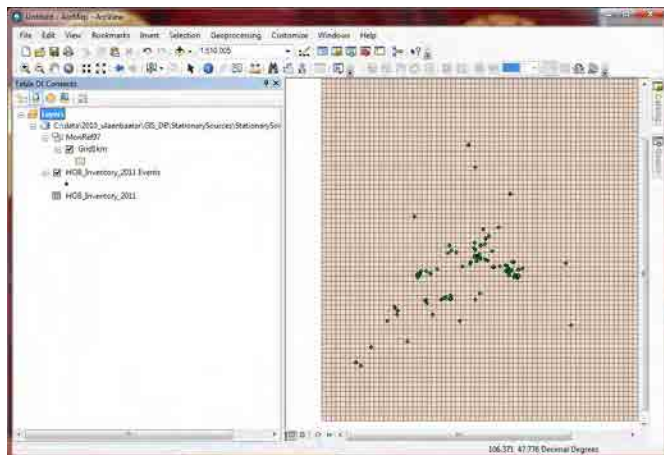 Untitled - ArcMap - ArcView
File Edit View Bookmarks Insert Selection Geoprocessing Customize Windows Help
Table Of Contents
Layers
MonRef97
Grid1km
HOB_Inventory_2011 Events
HOB_Inventory_2011
106.371 47.776 Decimal Degrees